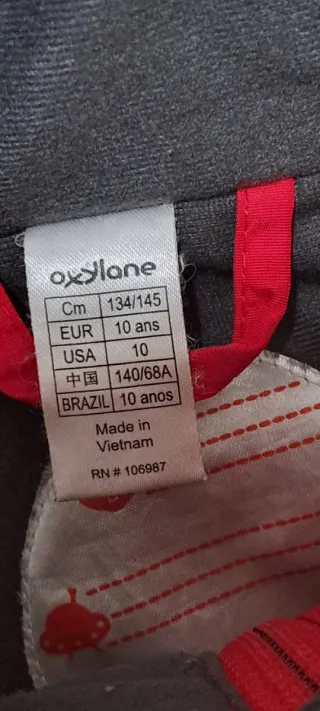 oxylane
Cm 134/145
EUR 10 ans
USA 10
中国 140/68A
BRAZIL 10 anos
Made in
Vietnam
RN # 106987